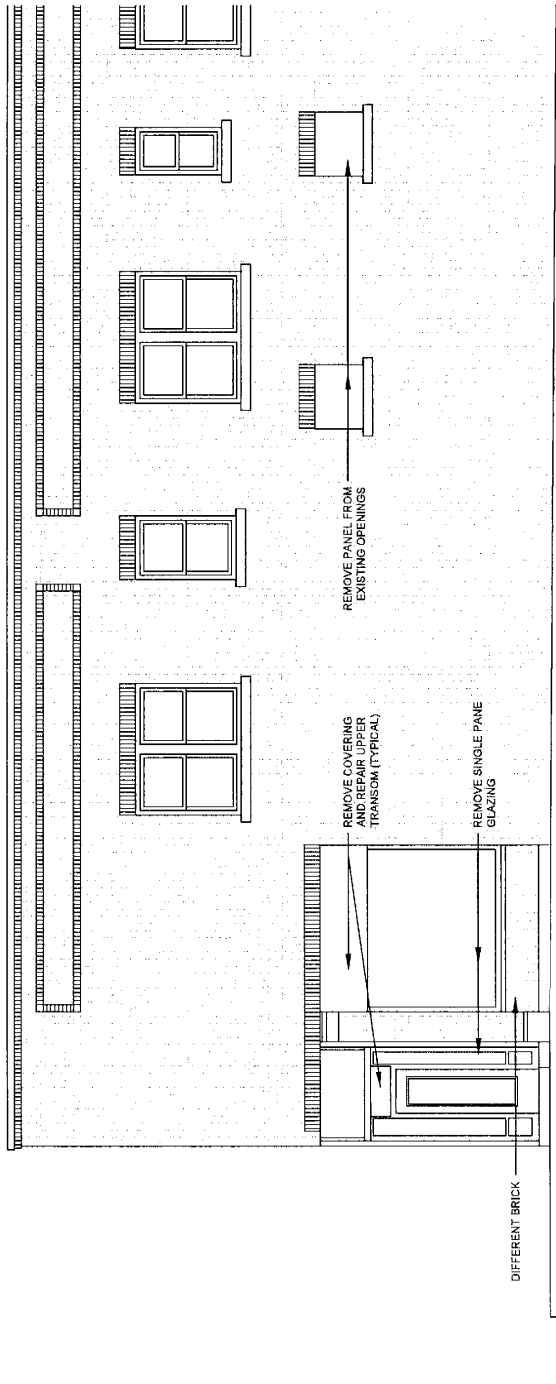 DIFFERENT BRICK
REMOVE COVERING
AND REPAIR UPPER
TRANSOM (TYPICAL)
REMOVE SINGLE PANE
GLAZING
REMOVE PANEL FROM
EXISTING OPENINGS